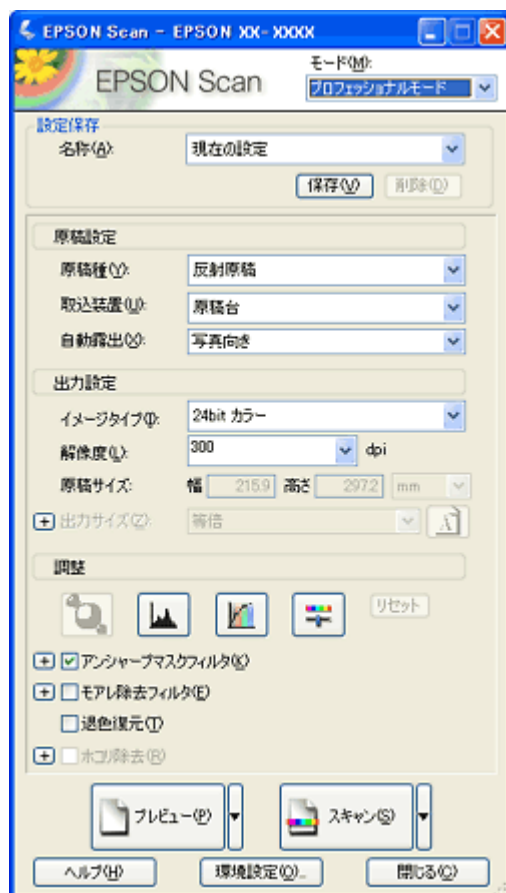 EPSON Scan - EPSON XX-XXXX
EPSON Scan
モード(M):
プロフェッショナルモード
設定保存
名称(A): 現在の設定
保存(V) 削除(D)
原稿設定
原稿種(Y): 反射原稿
取込装置(U): 原稿台
自動露出(X): 写真向き
出力設定
イメージタイプ(I): 24bit カラー
解像度(L): 300 dpi
原稿サイズ: 幅 215.9 高さ 297.2 mm
出力サイズ(Z): 等倍
調整
リセット
アンシャープマスクフィルタ(K)
モアレ除去フィルタ(E)
退色復元(T)
ホコリ除去(R)
プレビュー(P) スキャン(S)
ヘルプ(H) 環境設定(O)... 閉じる(C)